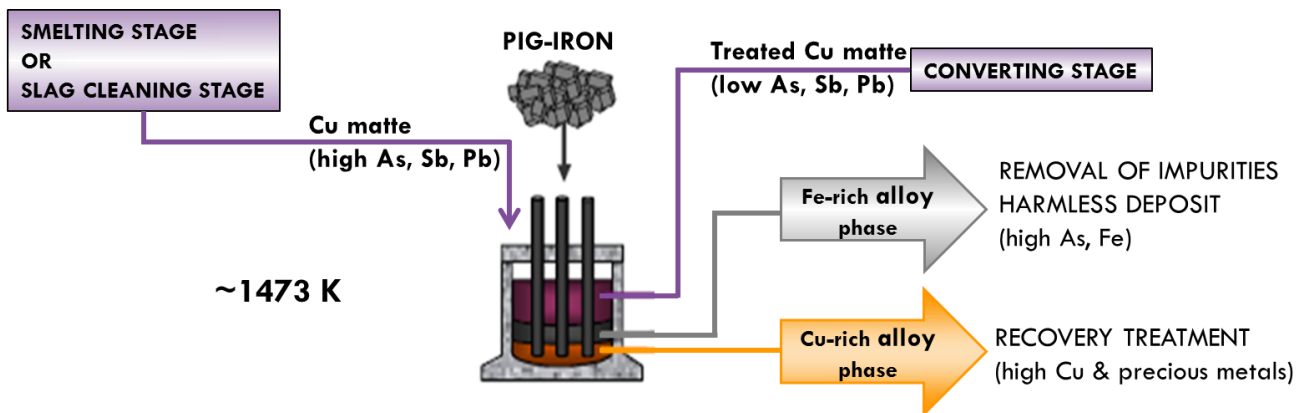 SMELTING STAGE
OR
SLAG CLEANING STAGE
PIG-IRON
Treated Cu matte
(low As, Sb, Pb)
CONVERTING STAGE
Cu matte
(high As, Sb, Pb)
Fe-rich alloy
phase
REMOVAL OF IMPURITIES
HARMLESS DEPOSIT
(high As, Fe)
~1473 K
Cu-rich alloy
phase
RECOVERY TREATMENT
(high Cu & precious metals)